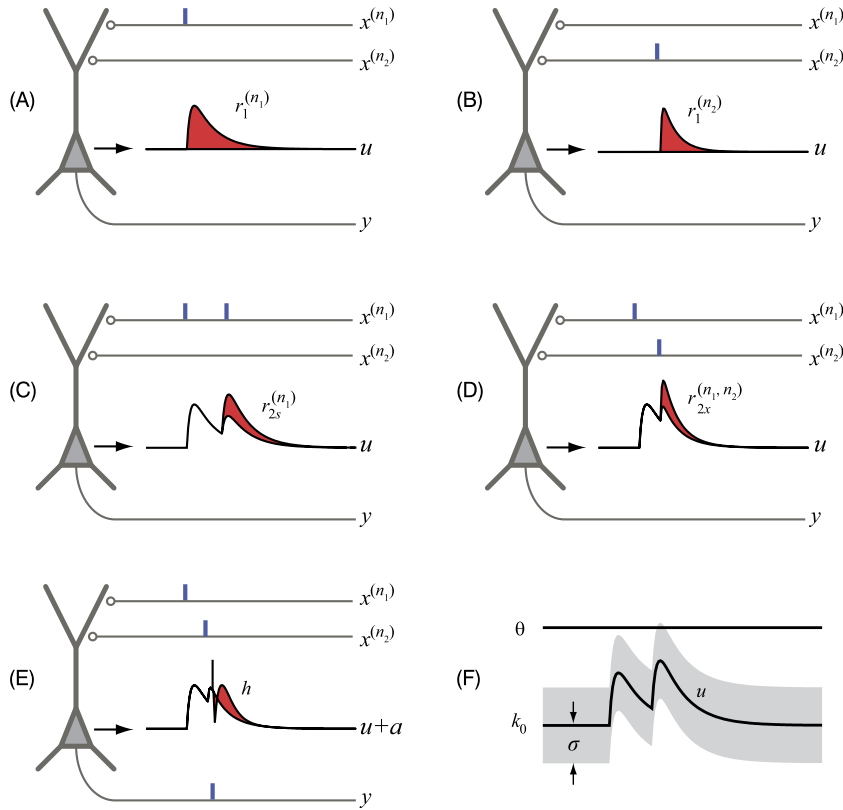 (A)
x^(n₁)
x^(n₂)
r₁^(n₁)
u
y
(B)
x^(n₁)
x^(n₂)
r₁^(n₂)
u
y
(C)
x^(n₁)
x^(n₂)
r₂ₛ^(n₁)
u
y
(D)
x^(n₁)
x^(n₂)
r₂ₓ^(n₁, n₂)
u
y
(E)
x^(n₁)
x^(n₂)
h
u+a
y
(F)
θ
u
k₀
σ